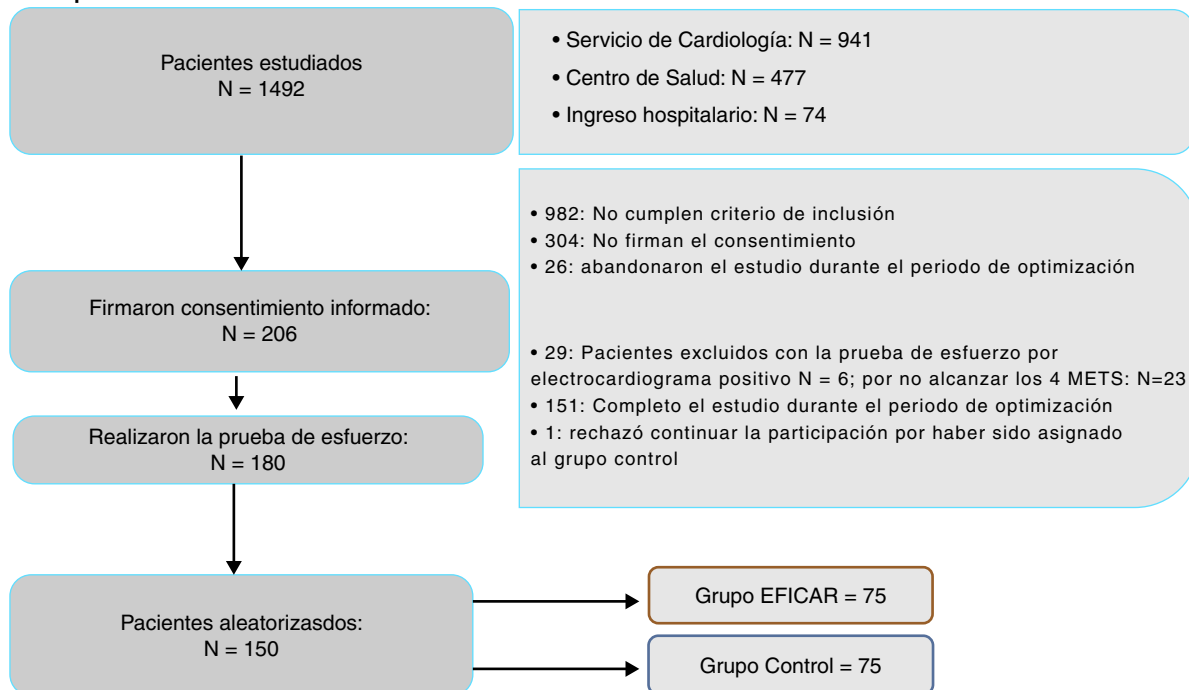 Pacientes estudiados
N = 1492
• Servicio de Cardiología: N = 941
• Centro de Salud: N = 477
• Ingreso hospitalario: N = 74
• 982: No cumplen criterio de inclusión
• 304: No firman el consentimiento
• 26: abandonaron el estudio durante el periodo de optimización
Firmaron consentimiento informado:
N = 206
• 29: Pacientes excluidos con la prueba de esfuerzo por
electrocardiograma positivo N = 6; por no alcanzar los 4 METS: N=23
• 151: Completo el estudio durante el periodo de optimización
• 1: rechazó continuar la participación por haber sido asignado
al grupo control
Realizaron la prueba de esfuerzo:
N = 180
Pacientes aleatorizasdos:
N = 150
Grupo EFICAR = 75
Grupo Control = 75